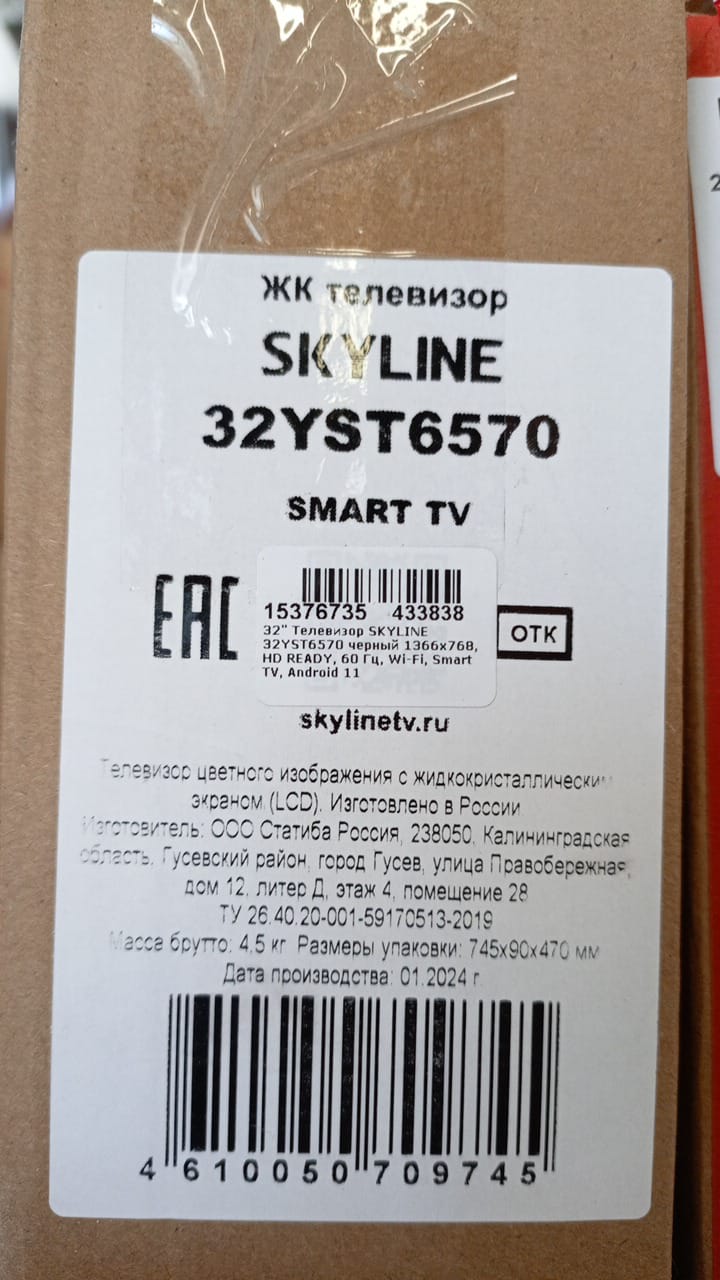 ЖК телевизор
SKYLINE
32YST6570
SMART TV
EAC
15376735 433838
32" Телевизор SKYLINE
32YST6570 черный 1366x768,
HD READY, 60 Гц, Wi-Fi, Smart
TV, Android 11
ОТК
skylinetv.ru
Телевизор цветного изображения с жидкокристаллическим
экраном (LCD). Изготовлено в России
Изготовитель: ООО Статиба Россия, 238050, Калининградская
область, Гусевский район, город Гусев, улица Правобережная,
дом 12, литер Д, этаж 4, помещение 28
ТУ 26.40.20-001-59170513-2019
Масса брутто: 4.5 кг Размеры упаковки: 745x90x470 мм
Дата производства: 01.2024 г.
4 610050 709745
2